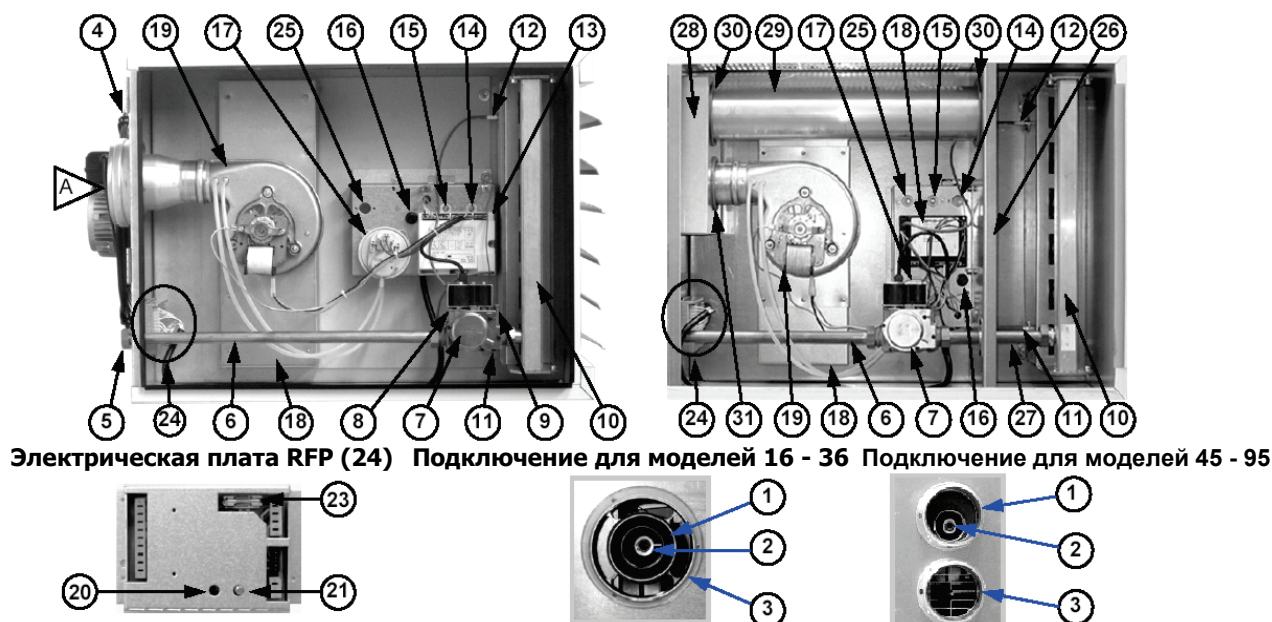 4 19 17 25 16 15 14 12 13 28 30 29 17 25 18 15 30 14 12 26
A
5 24 6 18 8 7 11 9 10 24 31 19 18 6 7 16 27 11 10
Электрическая плата RFP (24) Подключение для моделей 16 - 36 Подключение для моделей 45 - 95
23
20
21
1
2
3
1
2
3